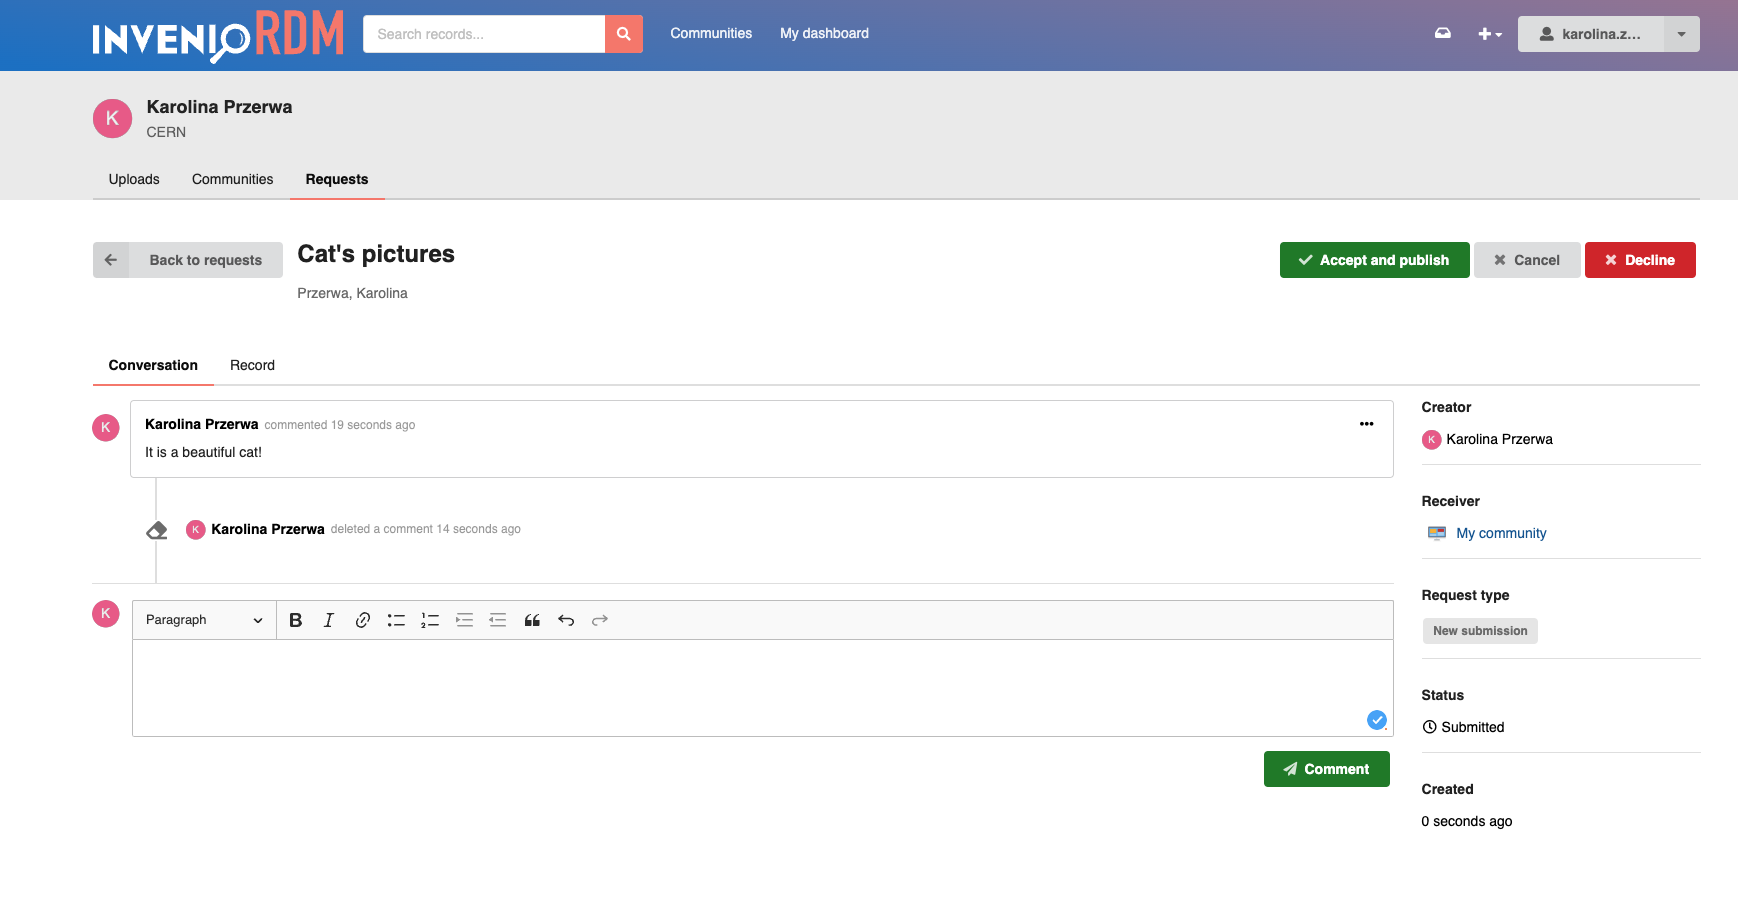 INVENIO RDM
Search records...
Communities
My dashboard
karolina.z...
K
Karolina Przerwa
CERN
Uploads
Communities
Requests
Back to requests
Cat's pictures
Przerwa, Karolina
Accept and publish
Cancel
Decline
Conversation
Record
K
Karolina Przerwa commented 19 seconds ago
It is a beautiful cat!
K Karolina Przerwa deleted a comment 14 seconds ago
K
Paragraph
Comment
Creator
K Karolina Przerwa
Receiver
My community
Request type
New submission
Status
Submitted
Created
0 seconds ago